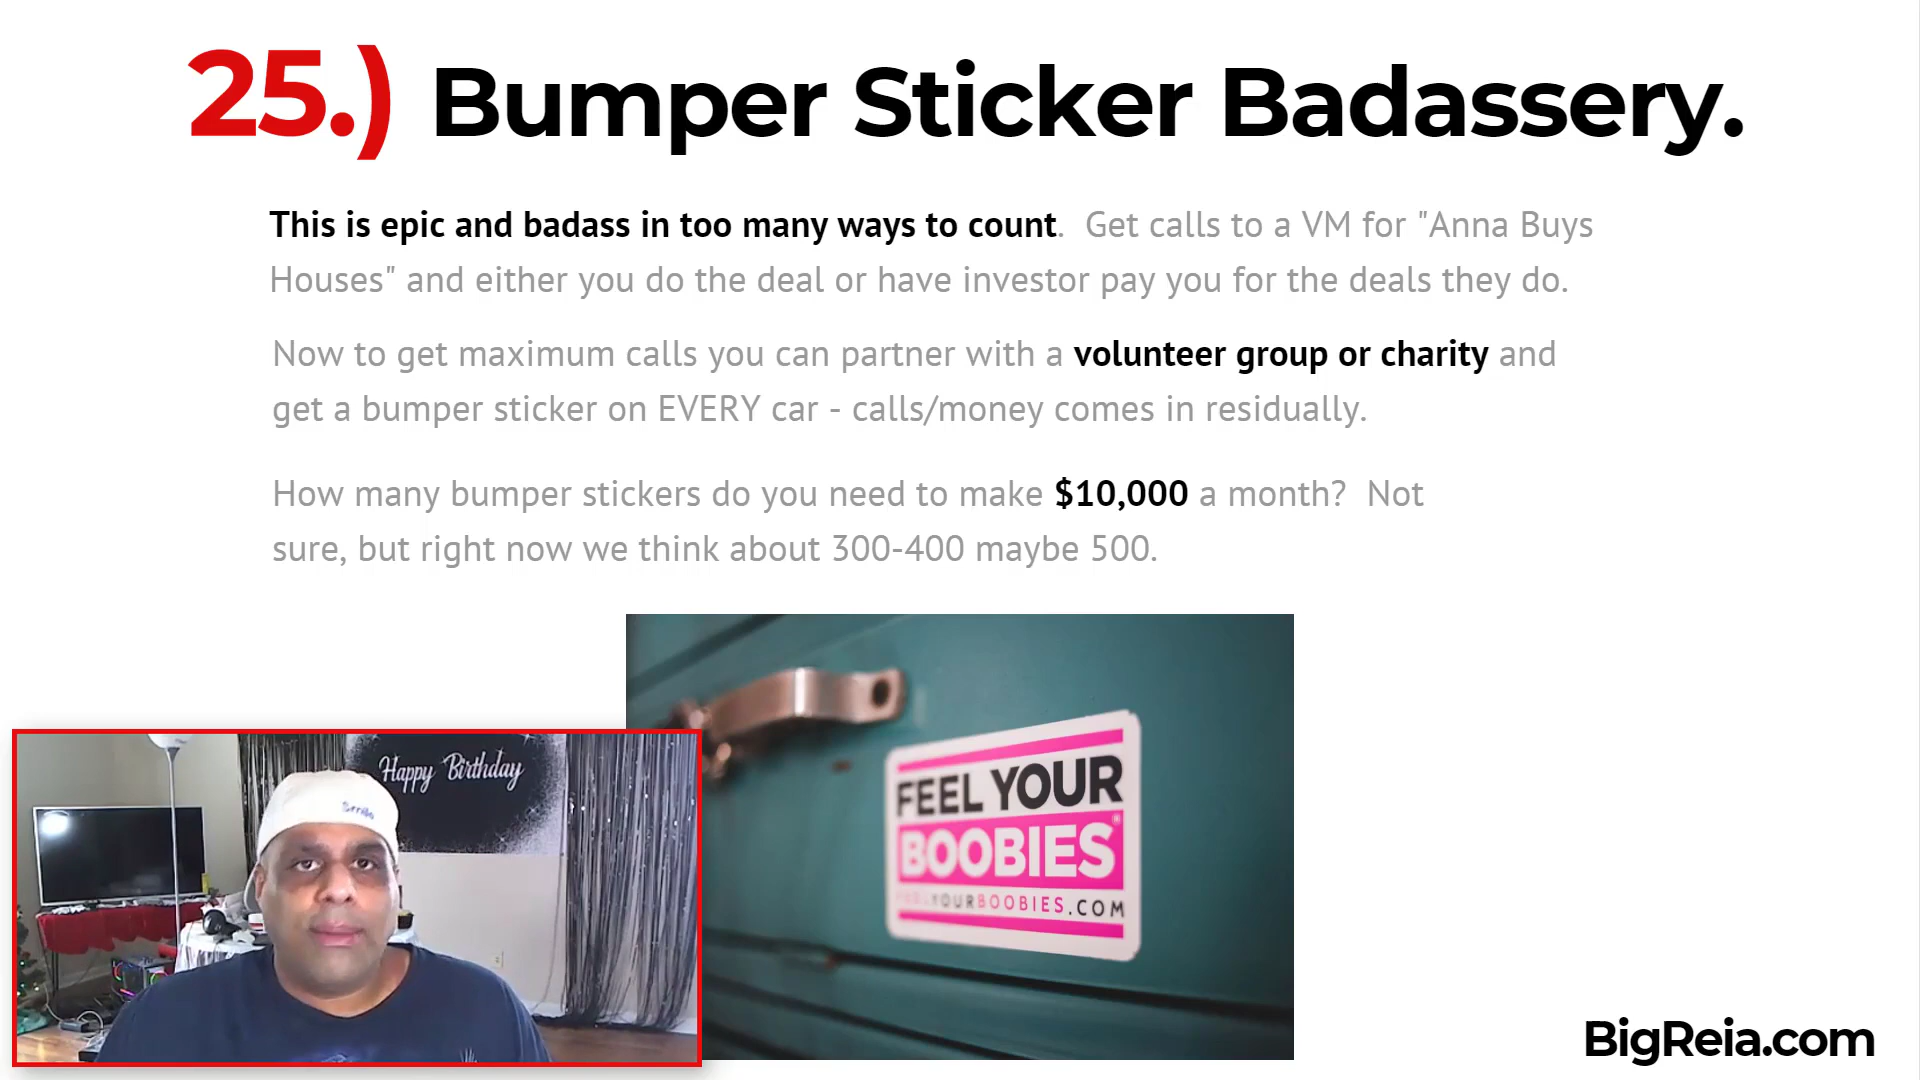 25.) Bumper Sticker Badassery.
This is epic and badass in too many ways to count.  Get calls to a VM for "Anna Buys
Houses" and either you do the deal or have investor pay you for the deals they do.
Now to get maximum calls you can partner with a volunteer group or charity and
get a bumper sticker on EVERY car - calls/money comes in residually.
How many bumper stickers do you need to make $10,000 a month?  Not
sure, but right now we think about 300-400 maybe 500.
Happy Birthday
FEEL YOUR
BOOBIES®
FEELYOURBOOBIES.COM
BigReia.com